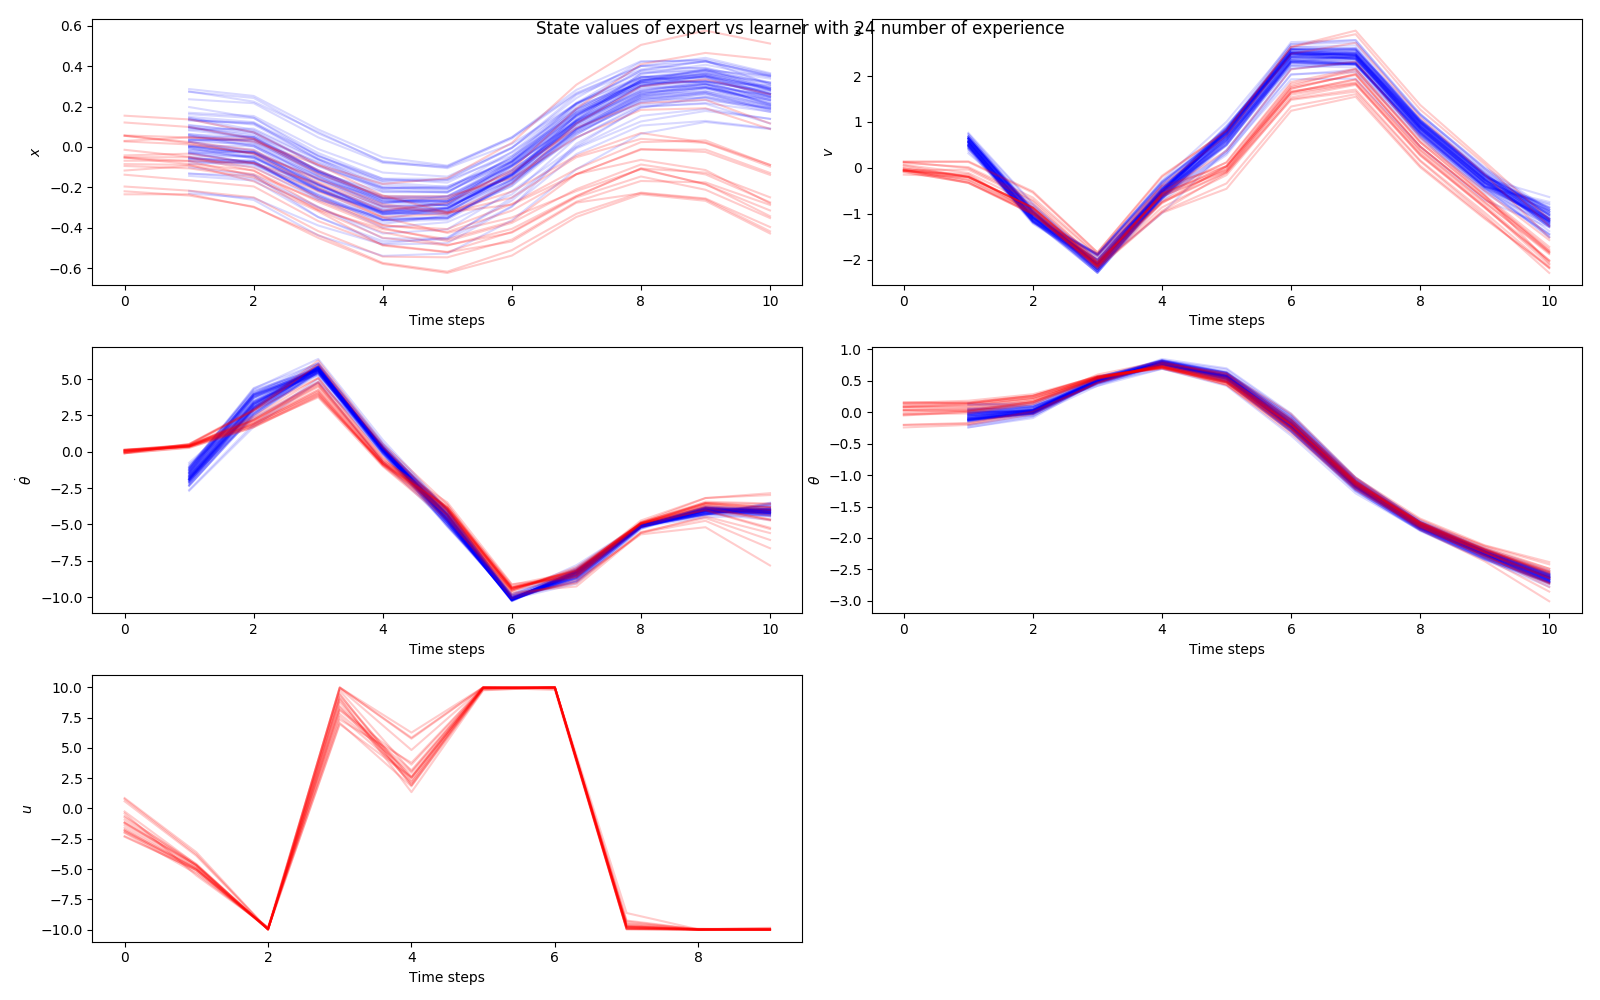 State values of expert vs learner with 24 number of experience
0.6
0.4
0.2
0.0
−0.2
−0.4
−0.6
x
0 2 4 6 8 10
Time steps
3
2
1
0
−1
−2
v
0 2 4 6 8 10
Time steps
5.0
2.5
0.0
−2.5
−5.0
−7.5
−10.0
θ̇
0 2 4 6 8 10
Time steps
1.0
0.5
0.0
−0.5
−1.0
−1.5
−2.0
−2.5
−3.0
θ
0 2 4 6 8 10
Time steps
10.0
7.5
5.0
2.5
0.0
−2.5
−5.0
−7.5
−10.0
u
0 2 4 6 8
Time steps